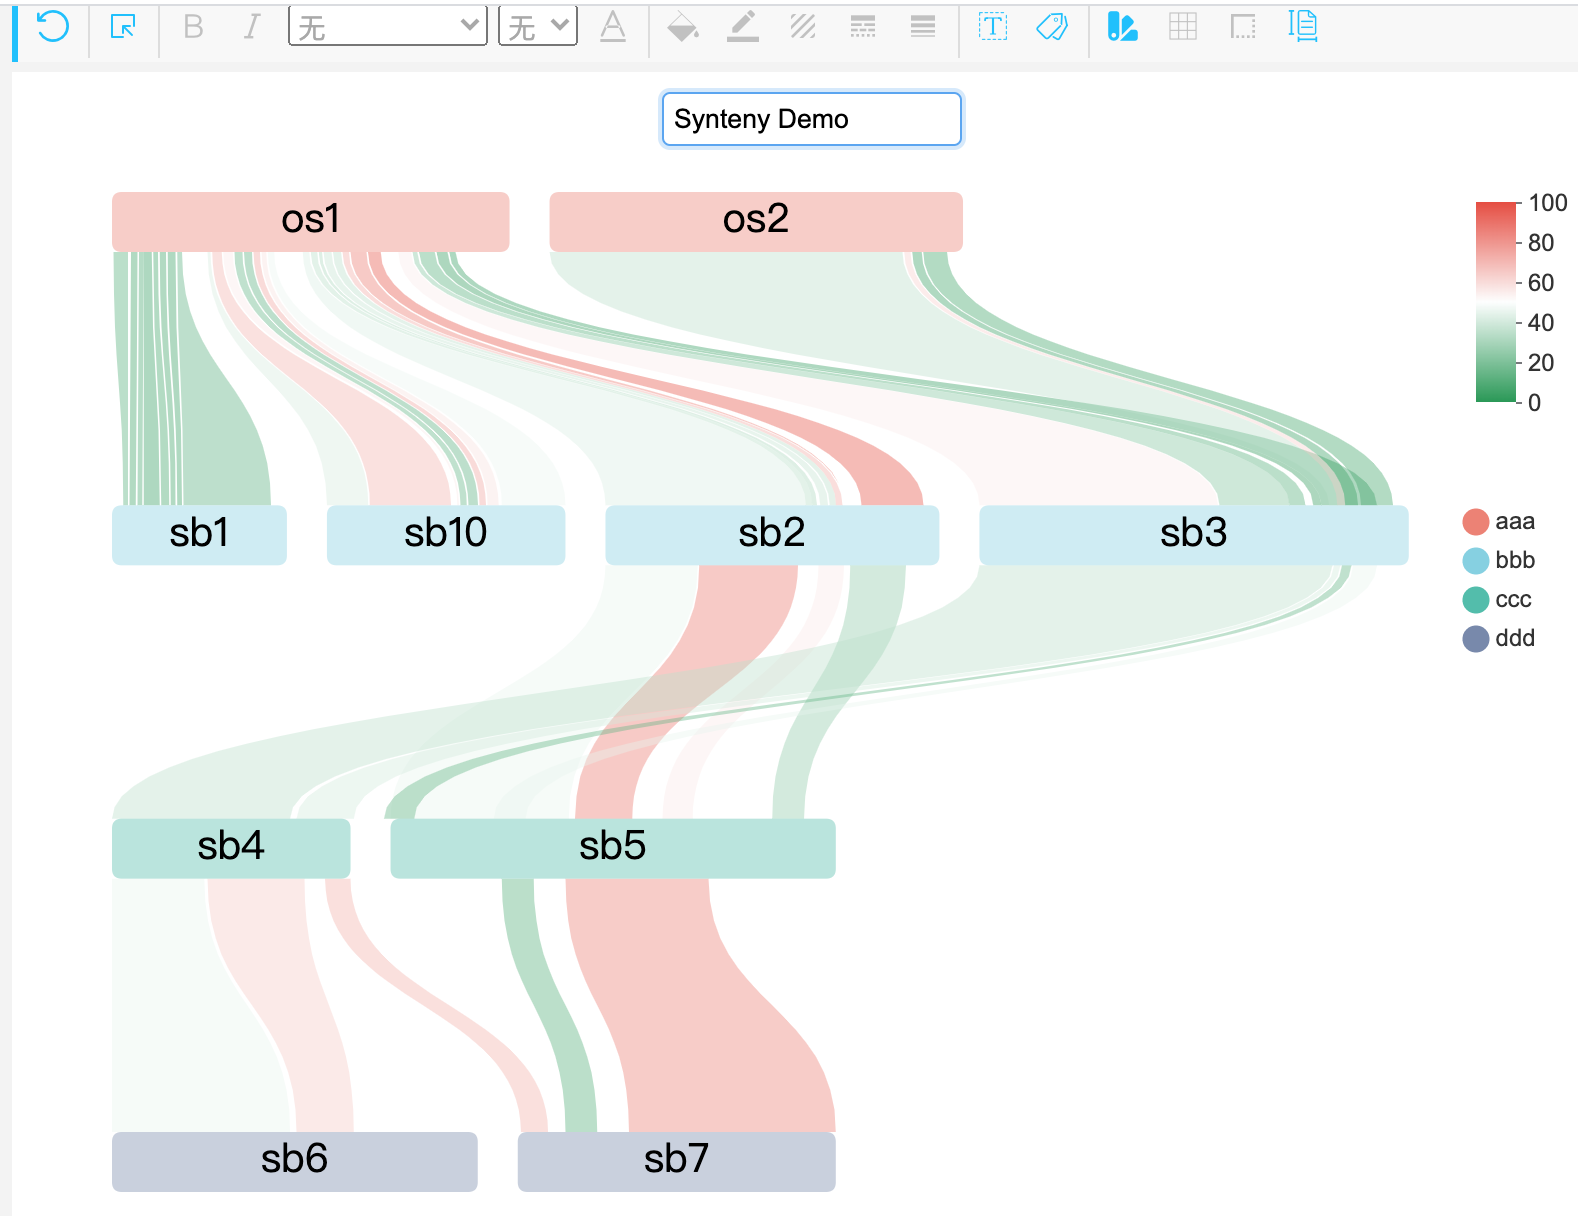 B I 无 无 A T
Synteny Demo
os1 os2
100
80
60
40
20
0
sb1 sb10 sb2 sb3
aaa
bbb
ccc
ddd
sb4 sb5
sb6 sb7